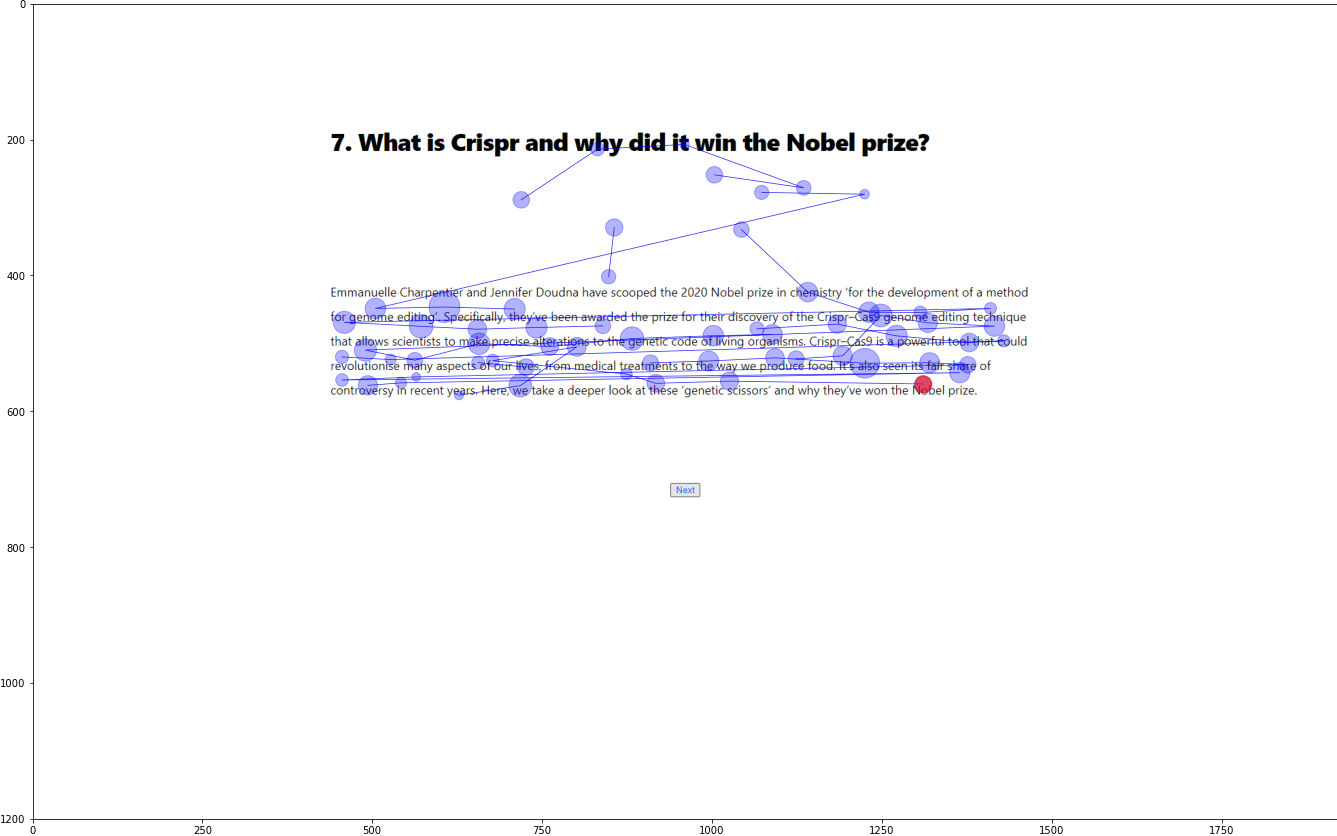 0
200
7. What is Crispr and why did it win the Nobel prize?
400
Emmanuelle Charpentier and Jennifer Doudna have scooped the 2020 Nobel prize in chemistry ‘for the development of a method
for genome editing’. Specifically, they’ve been awarded the prize for their discovery of the Crispr–Cas9 genome editing technique
that allows scientists to make precise alterations to the genetic code of living organisms. Crispr–Cas9 is a powerful tool that could
revolutionise many aspects of our lives, from medical treatments to the way we produce food. It’s also seen its fair share of
controversy in recent years. Here, we take a deeper look at these ‘genetic scissors’ and why they’ve won the Nobel prize.
600
Next
800
1000
1200
0 250 500 750 1000 1250 1500 1750